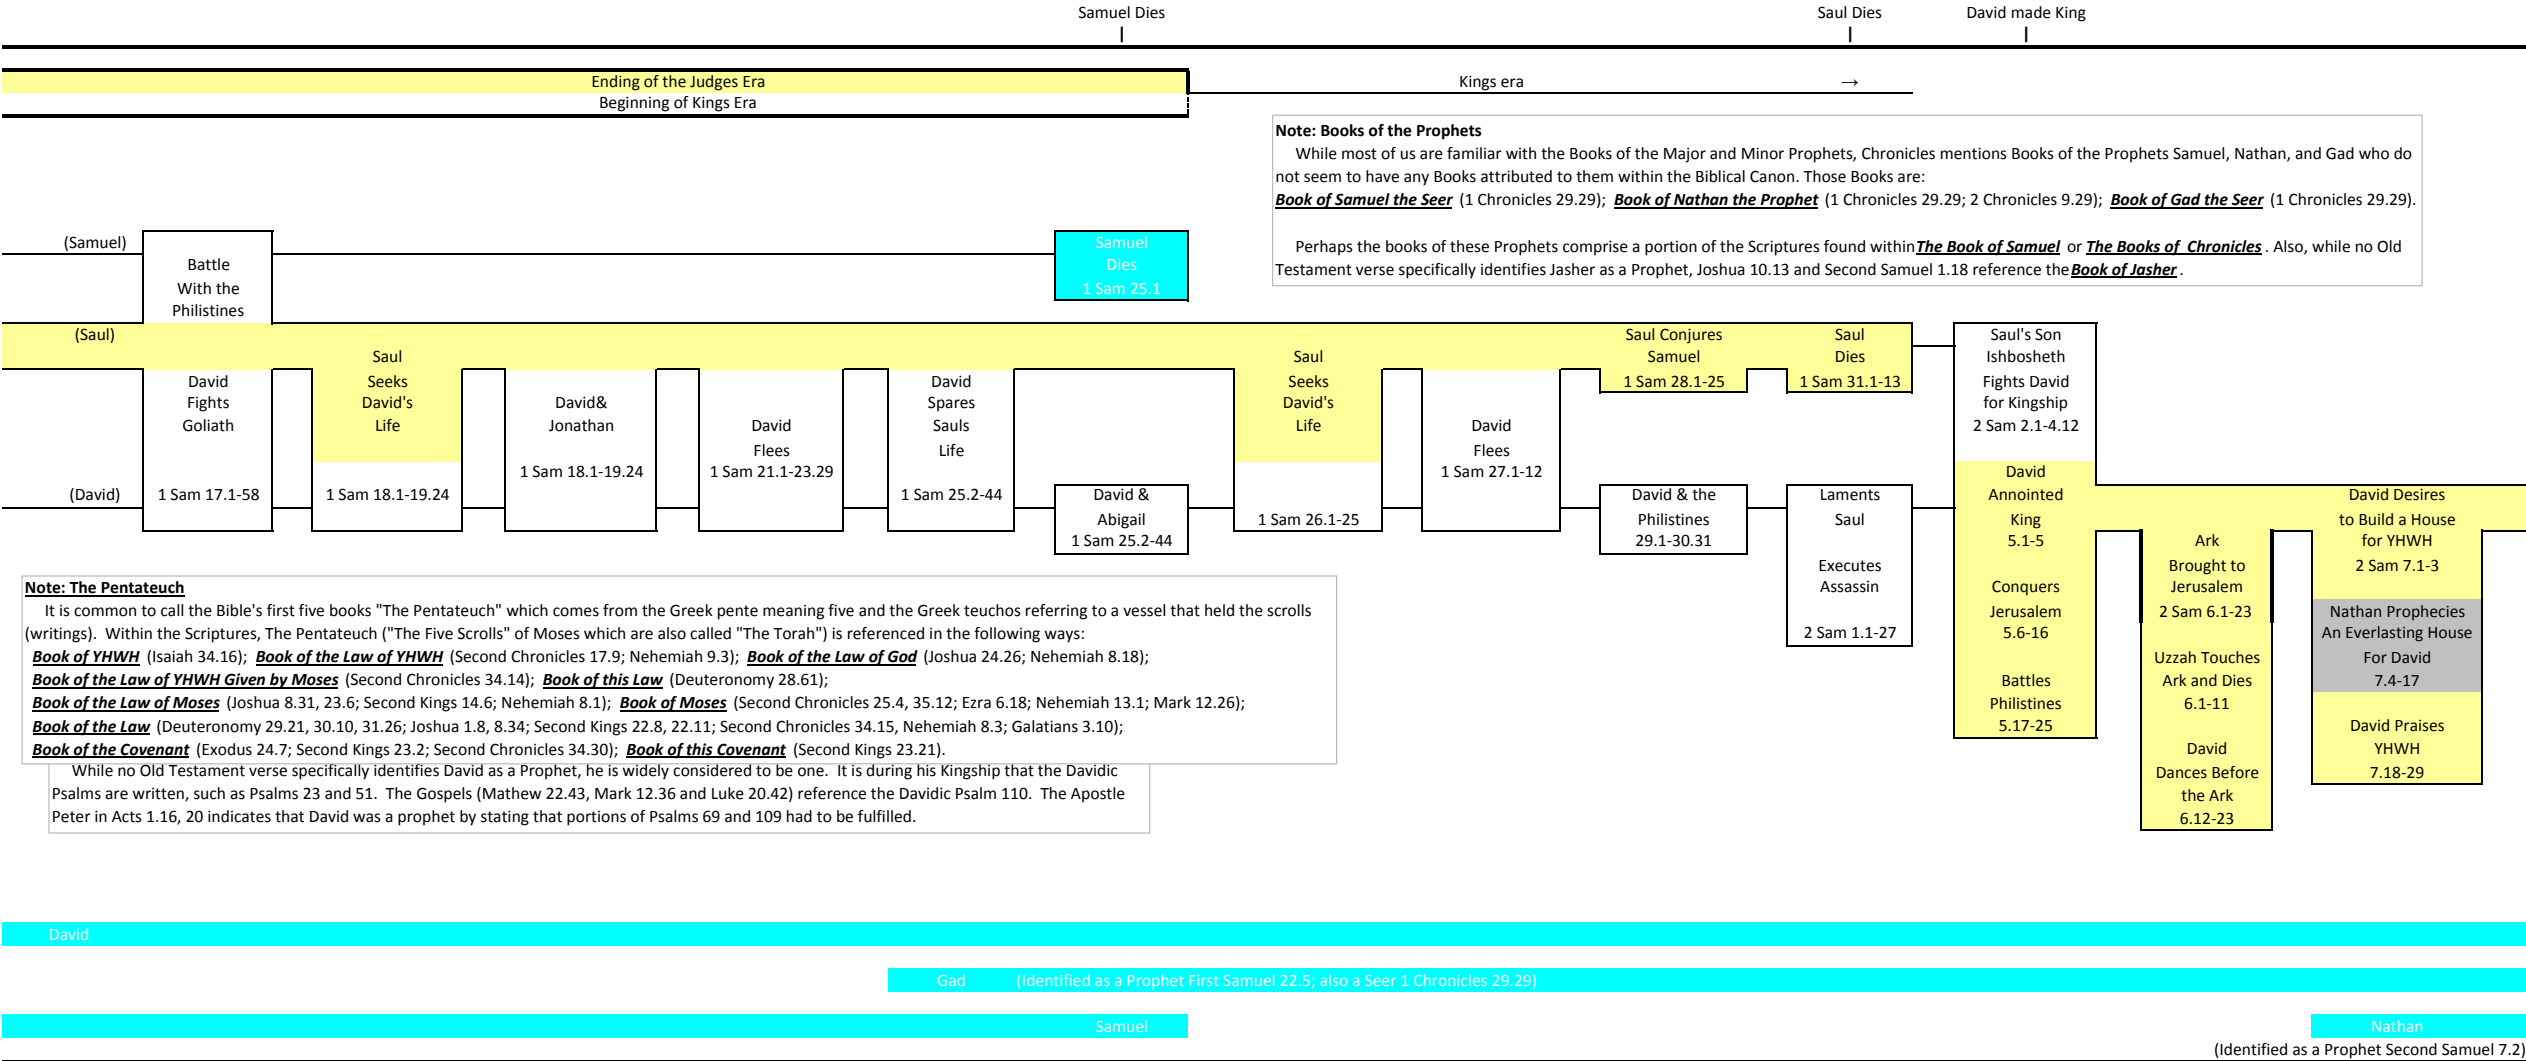 Samuel Dies
Saul Dies
David made King
Ending of the Judges Era
Beginning of Kings Era
Kings era →
Note: Books of the Prophets
While most of us are familiar with the Books of the Major and Minor Prophets, Chronicles mentions Books of the Prophets Samuel, Nathan, and Gad who do
not seem to have any Books attributed to them within the Biblical Canon. Those Books are:
Book of Samuel the Seer (1 Chronicles 29.29); Book of Nathan the Prophet (1 Chronicles 29.29; 2 Chronicles 9.29); Book of Gad the Seer (1 Chronicles 29.29).
Perhaps the books of these Prophets comprise a portion of the Scriptures found within The Book of Samuel or The Books of Chronicles. Also, while no Old
Testament verse specifically identifies Jasher as a Prophet, Joshua 10.13 and Second Samuel 1.18 reference the Book of Jasher.
(Samuel)
Battle
With the
Philistines
Samuel
Dies
1 Sam 25.1
(Saul)
David
Fights
Goliath
1 Sam 17.1-58
Saul
Seeks
David's
Life
1 Sam 18.1-19.24
David&
Jonathan
1 Sam 18.1-19.24
David
Flees
1 Sam 21.1-23.29
David
Spares
Sauls
Life
1 Sam 25.2-44
David &
Abigail
1 Sam 25.2-44
Saul
Seeks
David's
Life
1 Sam 26.1-25
David
Flees
1 Sam 27.1-12
Saul Conjures
Samuel
1 Sam 28.1-25
David & the
Philistines
29.1-30.31
Saul
Dies
1 Sam 31.1-13
Laments
Saul
Executes
Assassin
2 Sam 1.1-27
Saul's Son
Ishbosheth
Fights David
for Kingship
2 Sam 2.1-4.12
David
Annointed
King
5.1-5
Conquers
Jerusalem
5.6-16
Battles
Philistines
5.17-25
Ark
Brought to
Jerusalem
2 Sam 6.1-23
Uzzah Touches
Ark and Dies
6.1-11
David
Dances Before
the Ark
6.12-23
David Desires
to Build a House
for YHWH
2 Sam 7.1-3
Nathan Prophecies
An Everlasting House
For David
7.4-17
David Praises
YHWH
7.18-29
(David)
Note: The Pentateuch
It is common to call the Bible's first five books "The Pentateuch" which comes from the Greek pente meaning five and the Greek teuchos referring to a vessel that held the scrolls
(writings). Within the Scriptures, The Pentateuch ("The Five Scrolls" of Moses which are also called "The Torah") is referenced in the following ways:
Book of YHWH (Isaiah 34.16); Book of the Law of YHWH (Second Chronicles 17.9; Nehemiah 9.3); Book of the Law of God (Joshua 24.26; Nehemiah 8.18);
Book of the Law of YHWH Given by Moses (Second Chronicles 34.14); Book of this Law (Deuteronomy 28.61);
Book of the Law of Moses (Joshua 8.31, 23.6; Second Kings 14.6; Nehemiah 8.1); Book of Moses (Second Chronicles 25.4, 35.12; Ezra 6.18; Nehemiah 13.1; Mark 12.26);
Book of the Law (Deuteronomy 29.21, 30.10, 31.26; Joshua 1.8, 8.34; Second Kings 22.8, 22.11; Second Chronicles 34.15, Nehemiah 8.3; Galatians 3.10);
Book of the Covenant (Exodus 24.7; Second Kings 23.2; Second Chronicles 34.30); Book of this Covenant (Second Kings 23.21).
While no Old Testament verse specifically identifies David as a Prophet, he is widely considered to be one. It is during his Kingship that the Davidic
Psalms are written, such as Psalms 23 and 51. The Gospels (Mathew 22.43, Mark 12.36 and Luke 20.42) reference the Davidic Psalm 110. The Apostle
Peter in Acts 1.16, 20 indicates that David was a prophet by stating that portions of Psalms 69 and 109 had to be fulfilled.
David
Gad (Identified as a Prophet First Samuel 22.5; also a Seer 1 Chronicles 29.29)
Samuel
Nathan
(Identified as a Prophet Second Samuel 7.2)